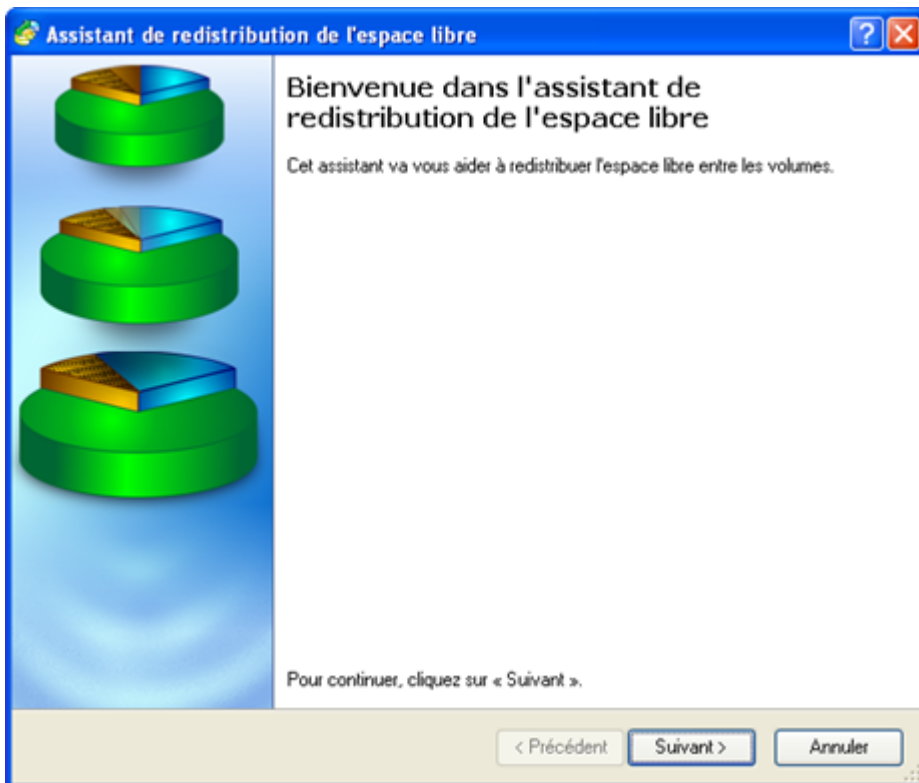 Assistant de redistribution de l'espace libre
Bienvenue dans l'assistant de
redistribution de l'espace libre
Cet assistant va vous aider à redistribuer l'espace libre entre les volumes.
Pour continuer, cliquez sur « Suivant ».
< Précédent
Suivant >
Annuler